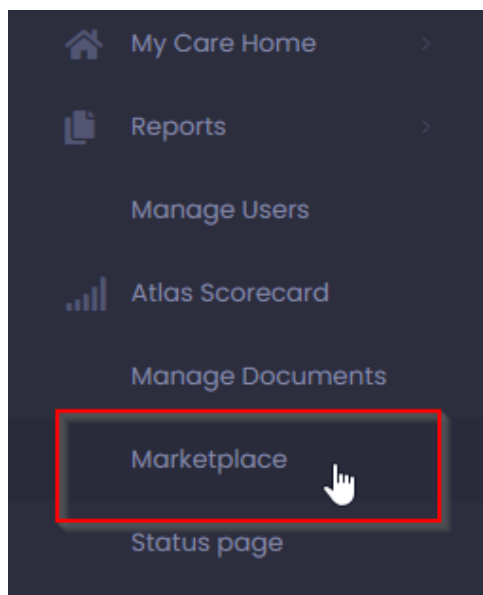 My Care Home
Reports
Manage Users
Atlas Scorecard
Manage Documents
Marketplace
Status page